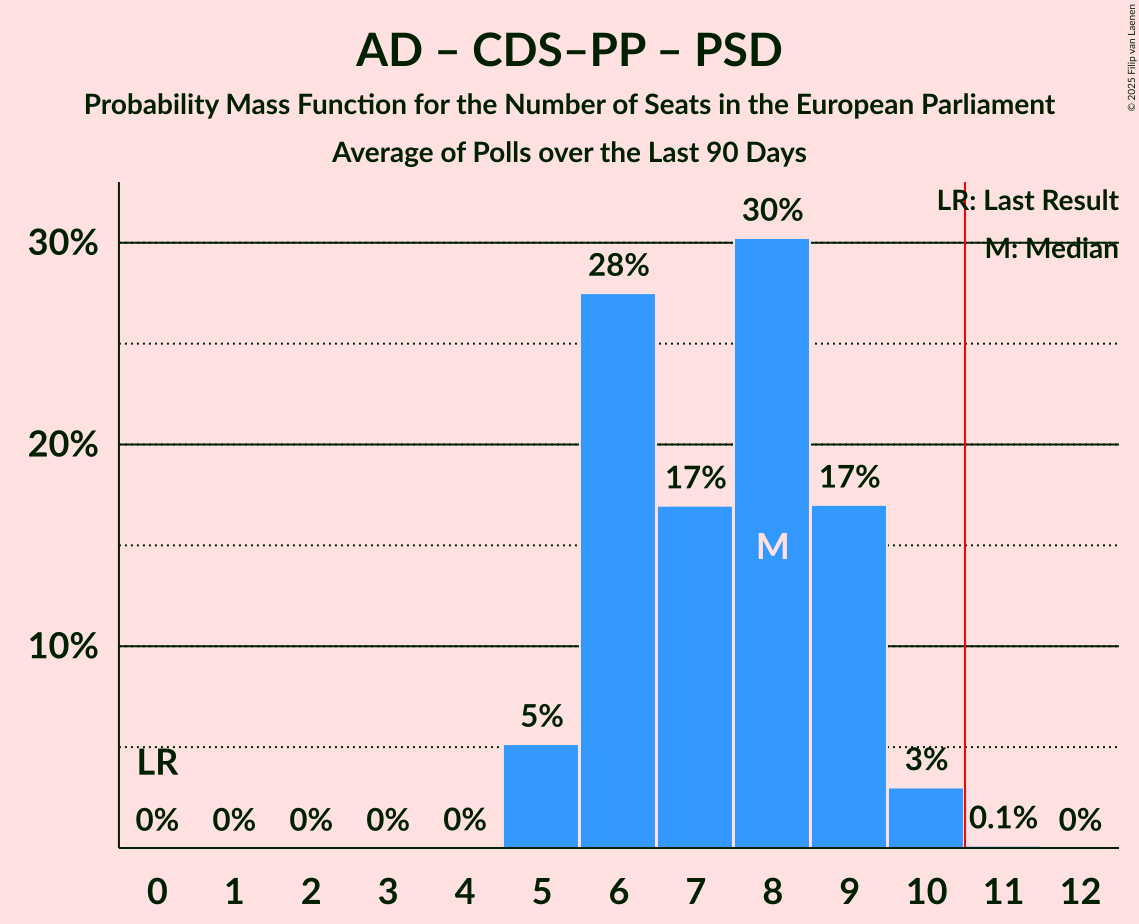 AD – CDS–PP – PSD
Probability Mass Function for the Number of Seats in the European Parliament
Average of Polls over the Last 90 Days
© 2025 Filip van Laenen
LR: Last Result
M: Median
30%
20%
10%
0%
0%
0%
0%
0%
5%
28%
17%
30%
17%
3%
0.1%
0%
LR
M
0 1 2 3 4 5 6 7 8 9 10 11 12